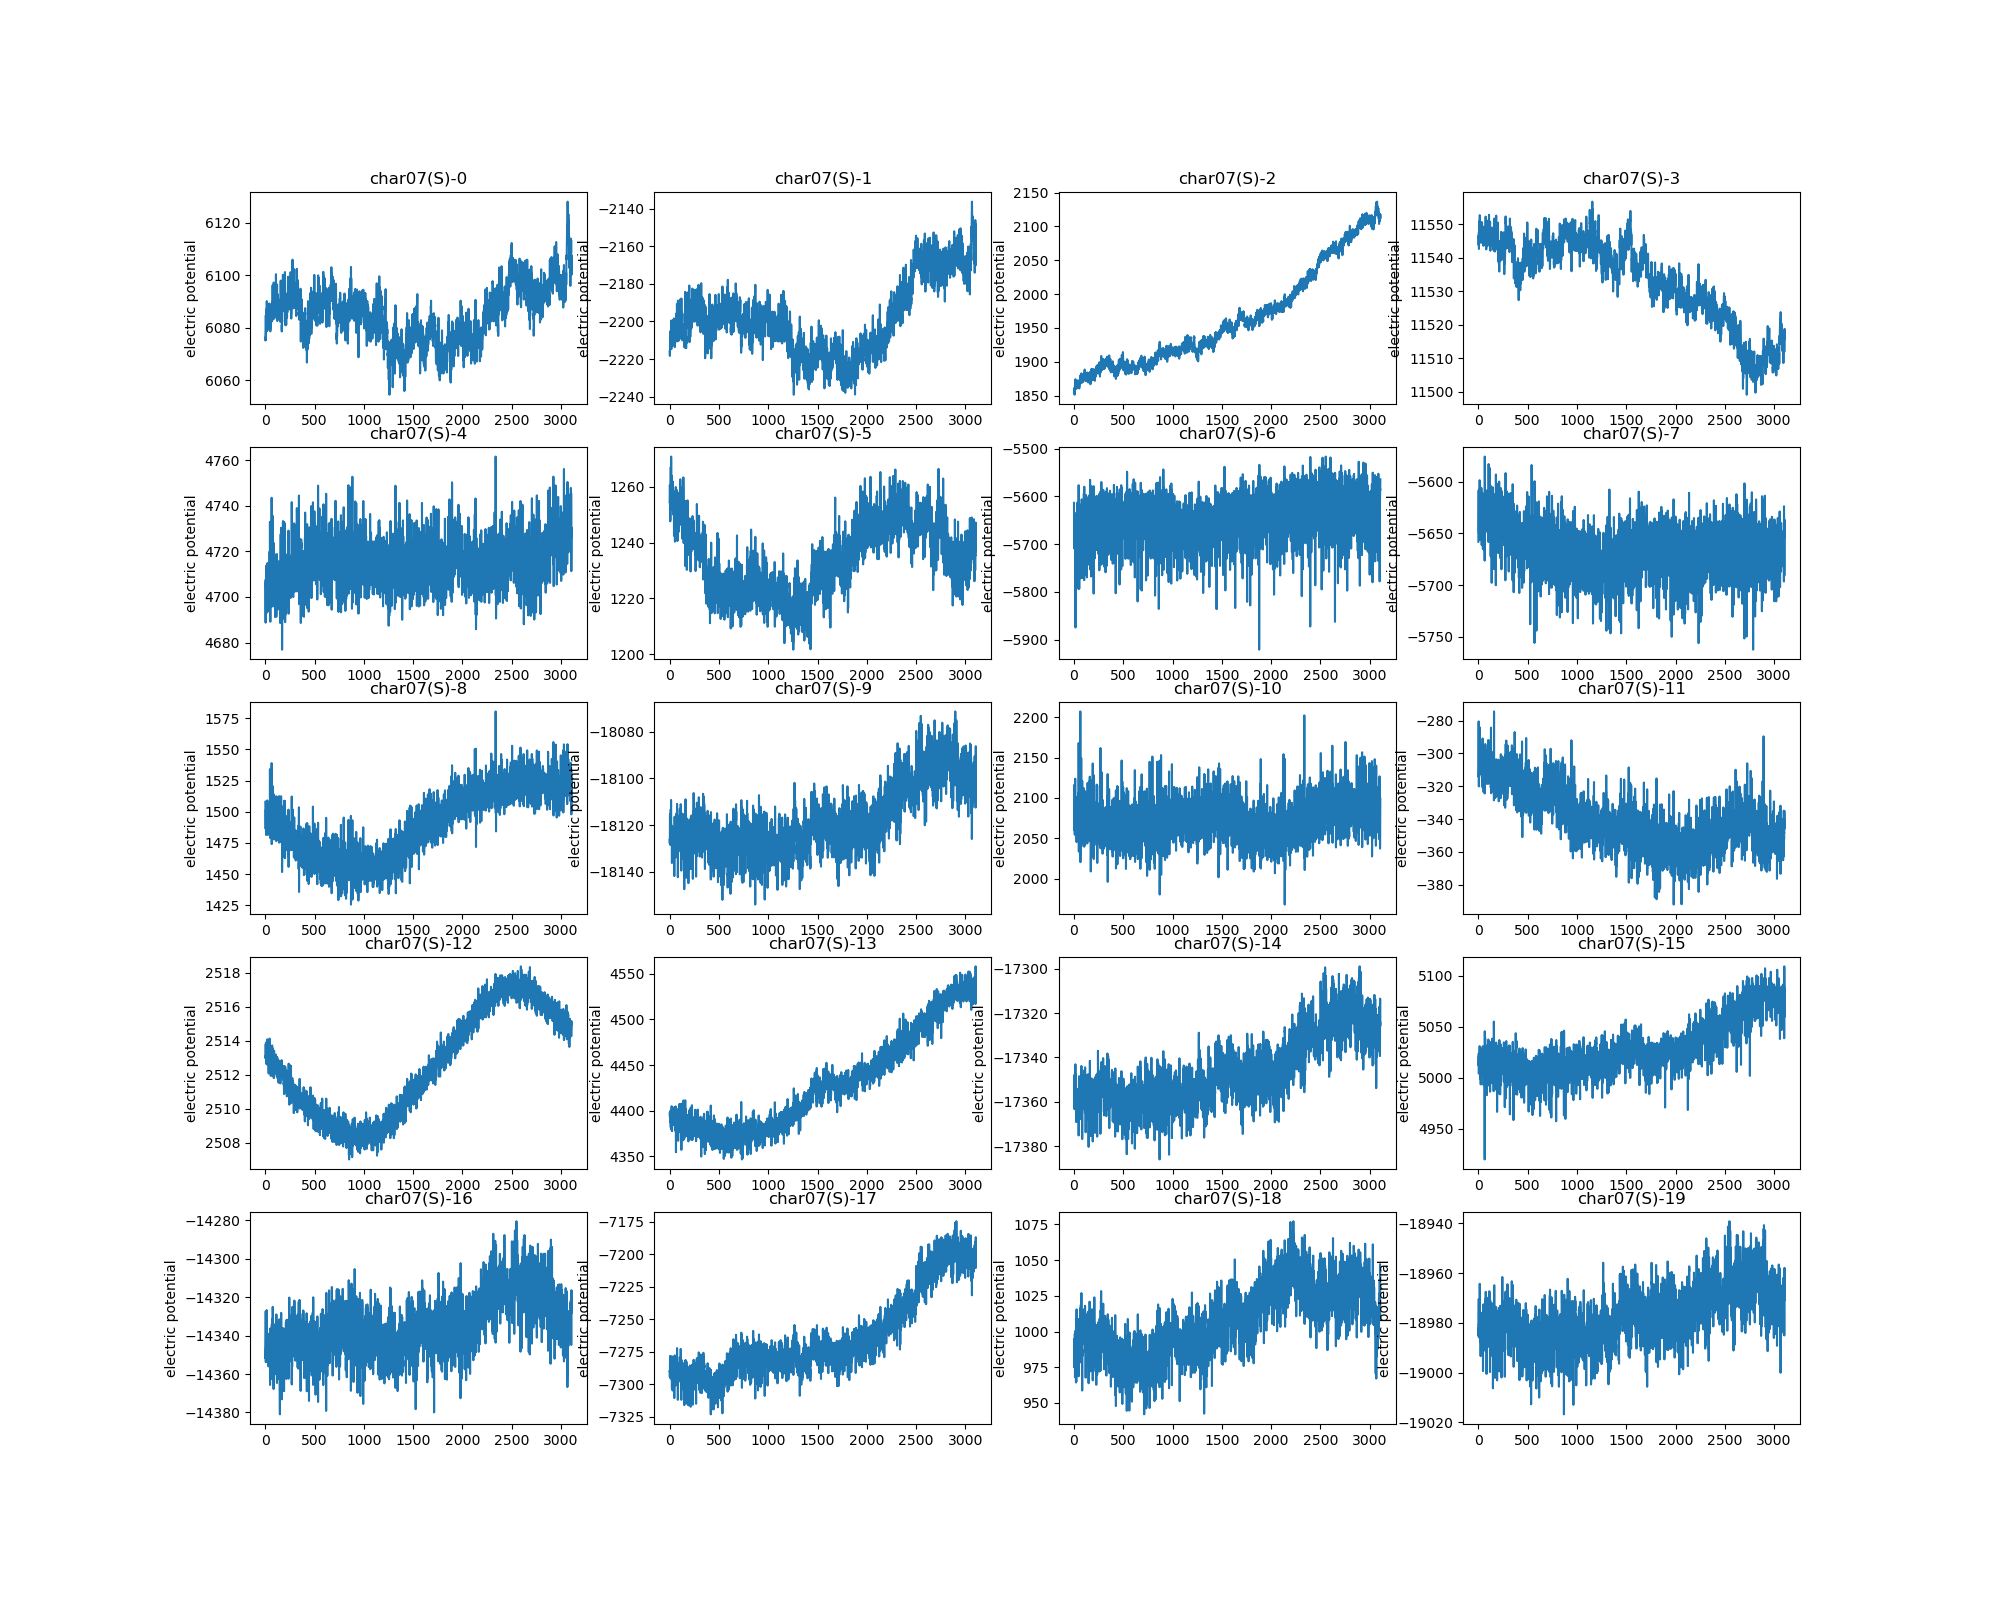 char07(S)-0 char07(S)-1 char07(S)-2 char07(S)-3
electric potential electric potential electric potential electric potential
6120 6100 6080 6060
−2140 −2160 −2180 −2200 −2220 −2240
2150 2100 2050 2000 1950 1900 1850
11550 11540 11530 11520 11510 11500
0 500 1000 1500 2000 2500 3000 0 500 1000 1500 2000 2500 3000 0 500 1000 1500 2000 2500 3000 0 500 1000 1500 2000 2500 3000
char07(S)-4 char07(S)-5 char07(S)-6 char07(S)-7
electric potential electric potential electric potential electric potential
4760 4740 4720 4700 4680
1260 1240 1220 1200
−5500 −5600 −5700 −5800 −5900
−5600 −5650 −5700 −5750
0 500 1000 1500 2000 2500 3000 0 500 1000 1500 2000 2500 3000 0 500 1000 1500 2000 2500 3000 0 500 1000 1500 2000 2500 3000
char07(S)-8 char07(S)-9 char07(S)-10 char07(S)-11
electric potential electric potential electric potential electric potential
1575 1550 1525 1500 1475 1450 1425
−18080 −18100 −18120 −18140
2200 2150 2100 2050 2000
−280 −300 −320 −340 −360 −380
0 500 1000 1500 2000 2500 3000 0 500 1000 1500 2000 2500 3000 0 500 1000 1500 2000 2500 3000 0 500 1000 1500 2000 2500 3000
char07(S)-12 char07(S)-13 char07(S)-14 char07(S)-15
electric potential electric potential electric potential electric potential
2518 2516 2514 2512 2510 2508
4550 4500 4450 4400 4350
−17300 −17320 −17340 −17360 −17380
5100 5050 5000 4950
0 500 1000 1500 2000 2500 3000 0 500 1000 1500 2000 2500 3000 0 500 1000 1500 2000 2500 3000 0 500 1000 1500 2000 2500 3000
char07(S)-16 char07(S)-17 char07(S)-18 char07(S)-19
electric potential electric potential electric potential electric potential
−14280 −14300 −14320 −14340 −14360 −14380
−7175 −7200 −7225 −7250 −7275 −7300 −7325
1075 1050 1025 1000 975 950
−18940 −18960 −18980 −19000 −19020
0 500 1000 1500 2000 2500 3000 0 500 1000 1500 2000 2500 3000 0 500 1000 1500 2000 2500 3000 0 500 1000 1500 2000 2500 3000